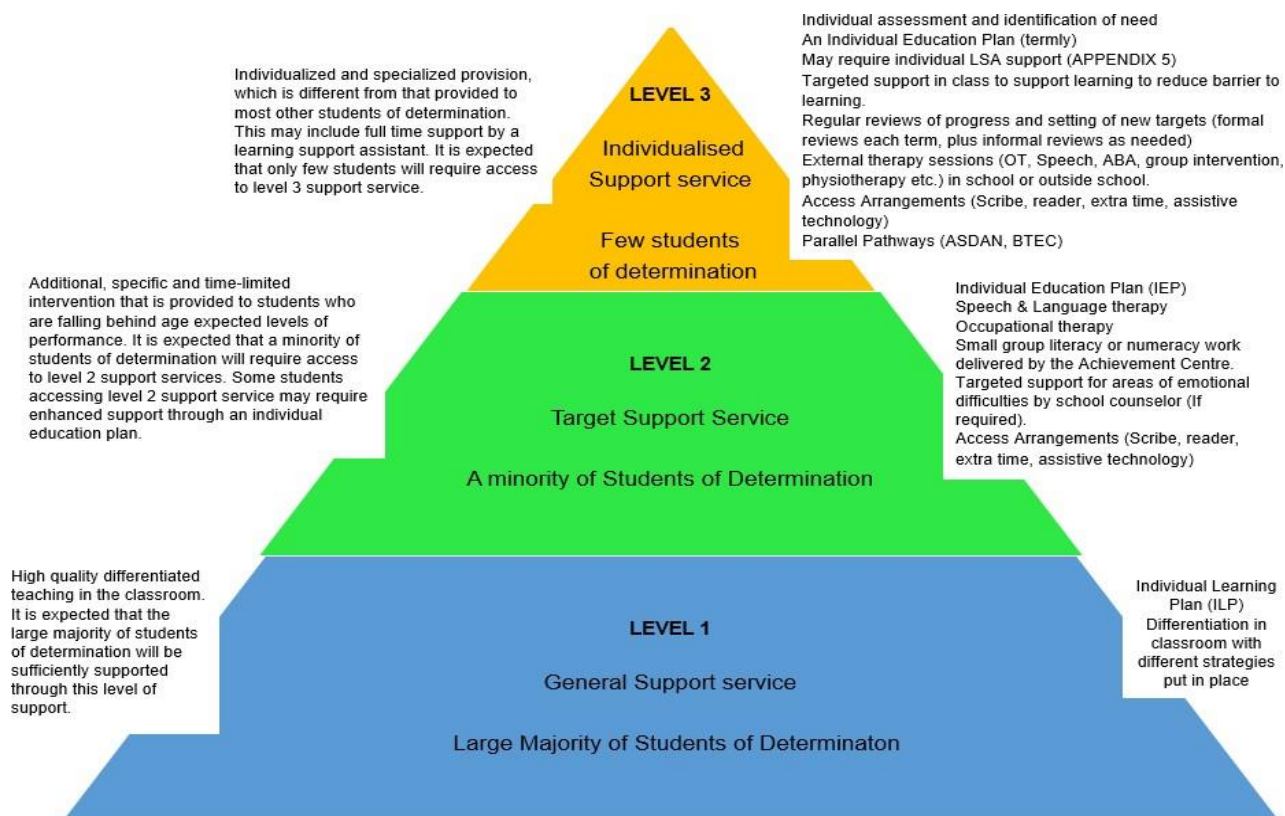 Individualized and specialized provision,
which is different from that provided to
most other students of determination.
This may include full time support by a
learning support assistant. It is expected
that only few students will require access
to level 3 support service.
LEVEL 3
Individualised
Support service
Few students
of determination
Individual assessment and identification of need
An Individual Education Plan (termly)
May require individual LSA support (APPENDIX 5)
Targeted support in class to support learning to reduce barrier to
learning.
Regular reviews of progress and setting of new targets (formal
reviews each term, plus informal reviews as needed)
External therapy sessions (OT, Speech, ABA, group intervention,
physiotherapy etc.) in school or outside school.
Access Arrangements (Scribe, reader, extra time, assistive
technology)
Parallel Pathways (ASDAN, BTEC)
Additional, specific and time-limited
intervention that is provided to students who
are falling behind age expected levels of
performance. It is expected that a minority of
students of determination will require access
to level 2 support services. Some students
accessing level 2 support service may require
enhanced support through an individual
education plan.
LEVEL 2
Target Support Service
A minority of Students of Determination
Individual Education Plan (IEP)
Speech & Language therapy
Occupational therapy
Small group literacy or numeracy work
delivered by the Achievement Centre.
Targeted support for areas of emotional
difficulties by school counselor (If
required).
Access Arrangements (Scribe, reader,
extra time, assistive technology)
High quality differentiated
teaching in the classroom.
It is expected that the
large majority of students
of determination will be
sufficiently supported
through this level of
support.
LEVEL 1
General Support service
Large Majority of Students of Determinaton
Individual Learning
Plan (ILP)
Differentiation in
classroom with
different strategies
put in place